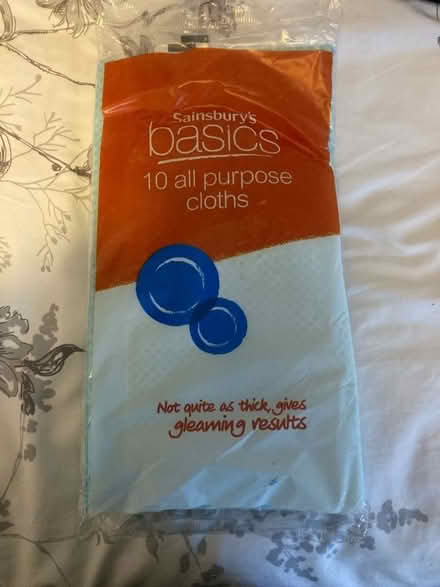 Sainsbury's
basics
10 all purpose
cloths
Not quite as thick, gives
gleaming results